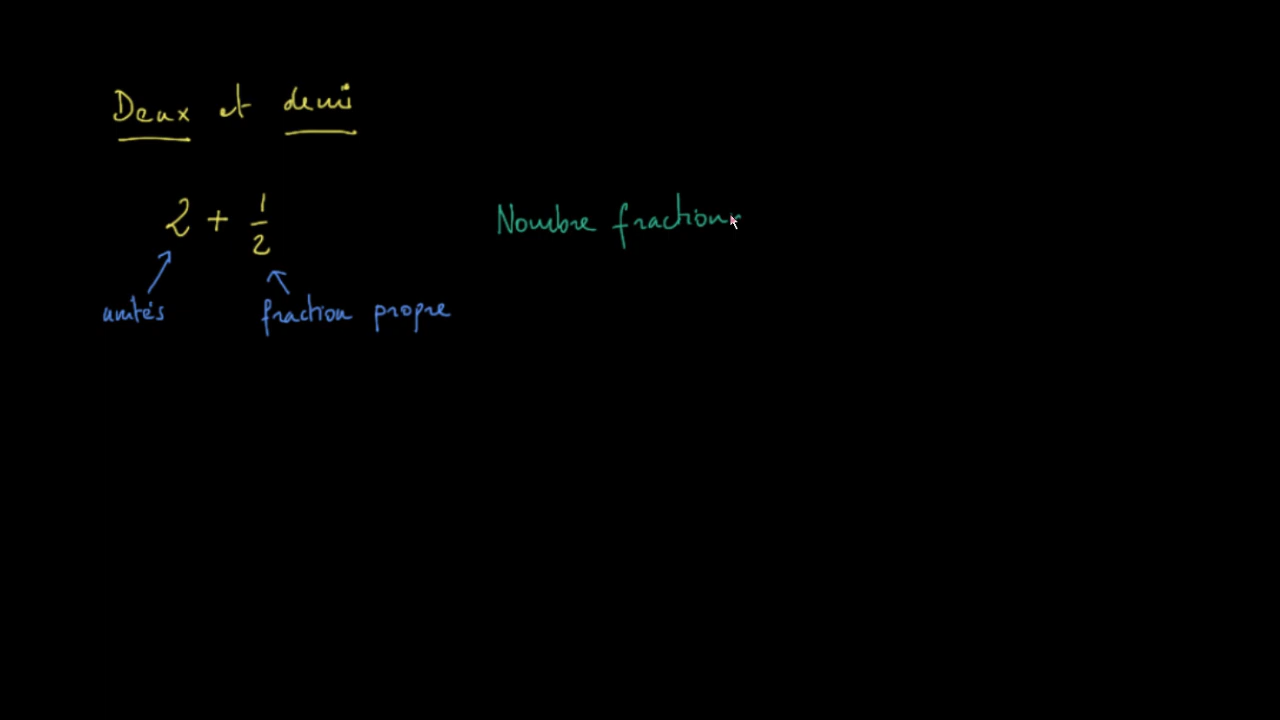 Deux et demi
2 + 1/2
Nombre fraction
unités
fraction propre